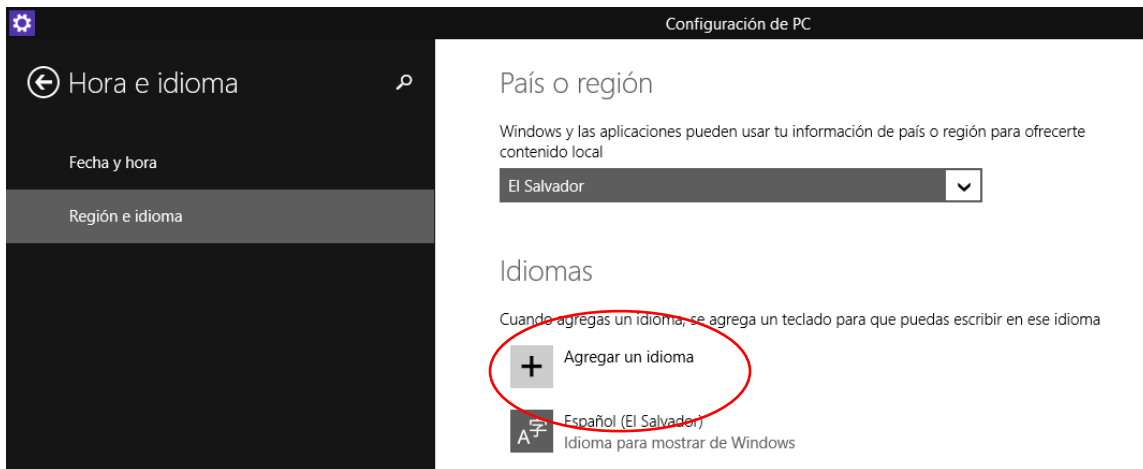 Configuración de PC
Hora e idioma
Fecha y hora
Región e idioma
País o región
Windows y las aplicaciones pueden usar tu información de país o región para ofrecerte
contenido local
El Salvador
Idiomas
Cuando agregas un idioma, se agrega un teclado para que puedas escribir en ese idioma
Agregar un idioma
A字
Español (El Salvador)
Idioma para mostrar de Windows